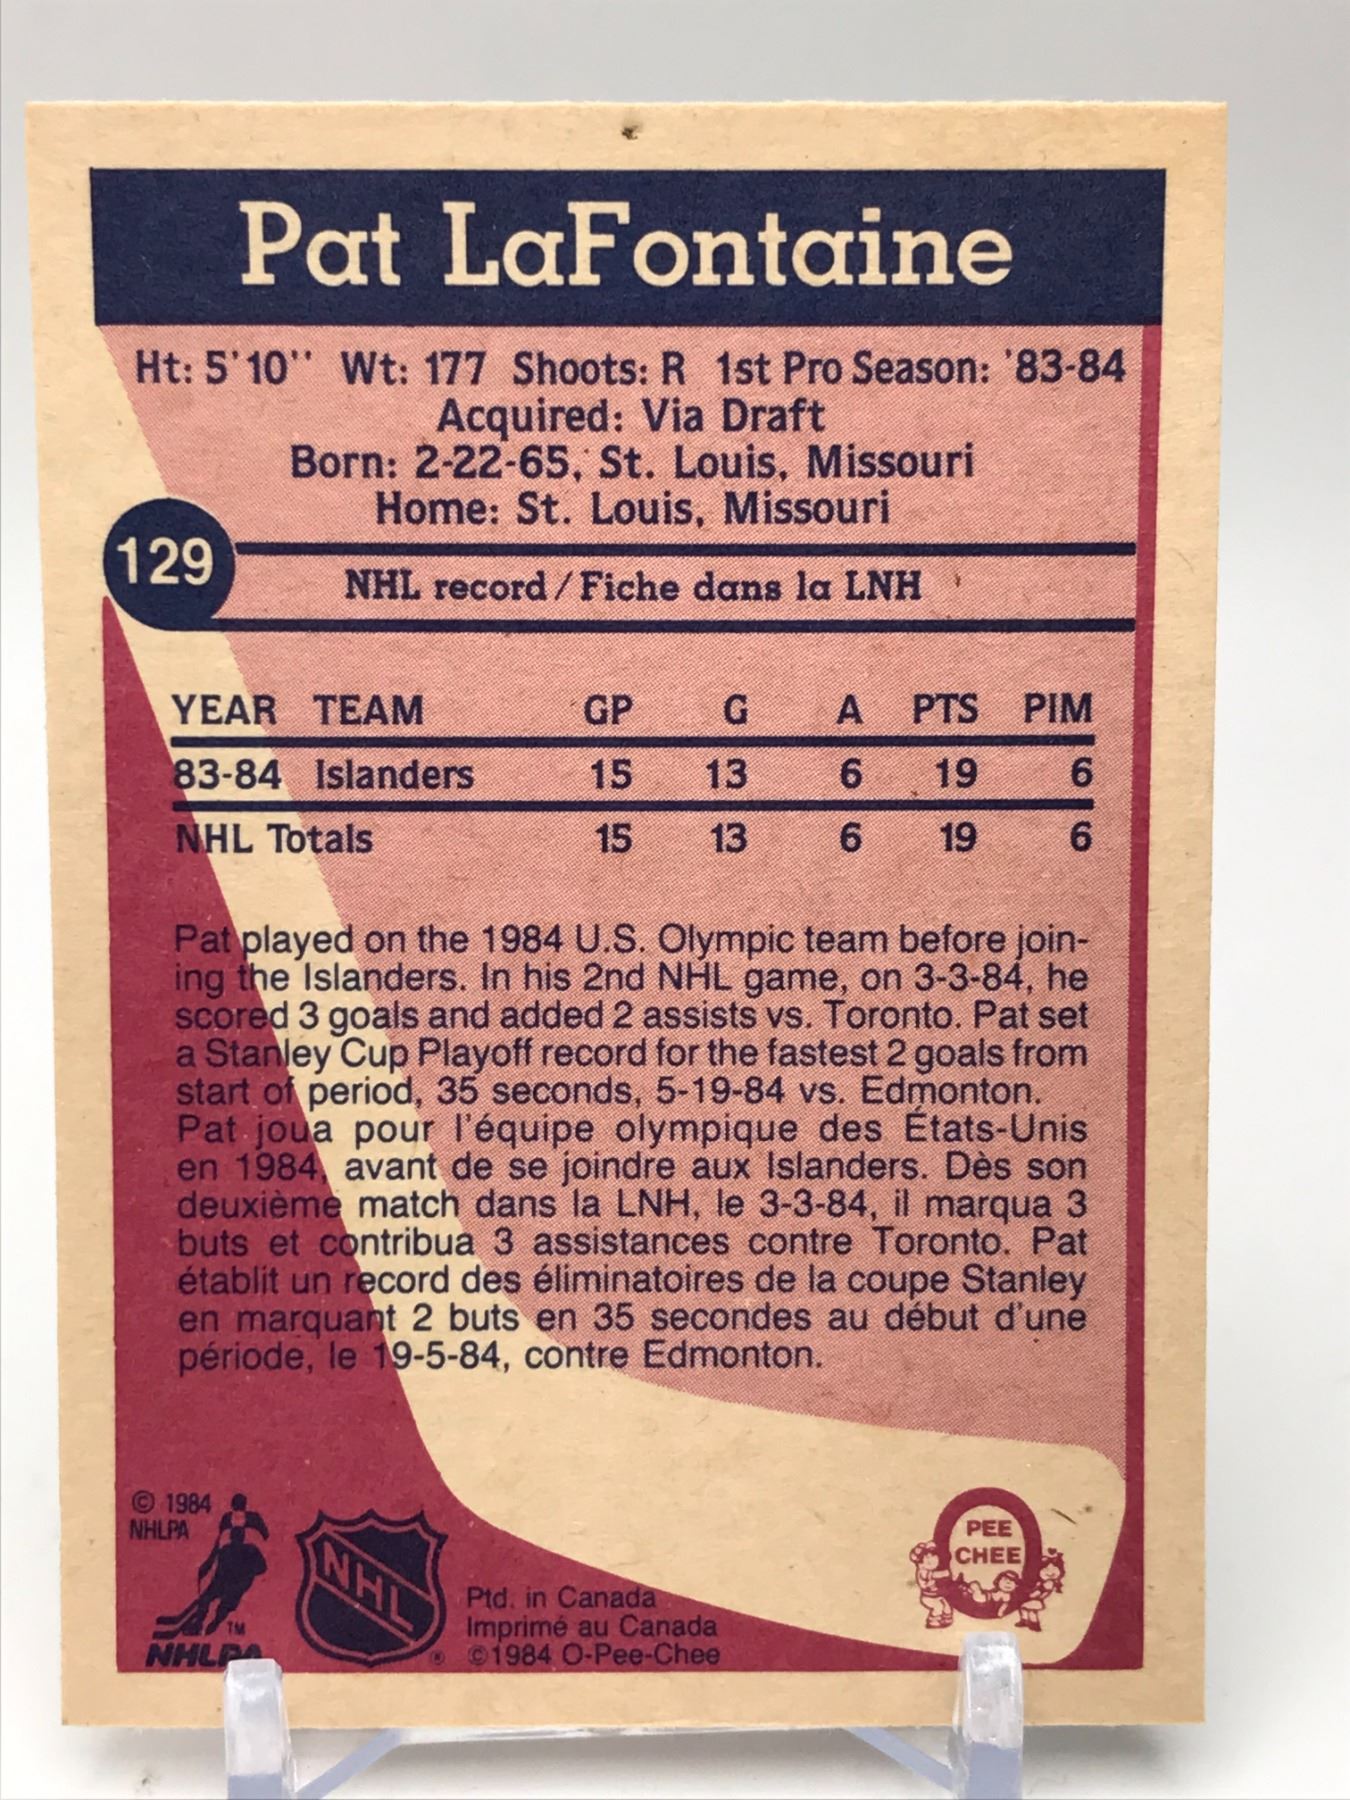 Pat LaFontaine
Ht: 5'10'' Wt: 177 Shoots: R 1st Pro Season: '83-84
Acquired: Via Draft
Born: 2-22-65, St. Louis, Missouri
Home: St. Louis, Missouri
129
NHL record / Fiche dans la LNH
YEAR TEAM GP G A PTS PIM
83-84 Islanders 15 13 6 19 6
NHL Totals 15 13 6 19 6
Pat played on the 1984 U.S. Olympic team before join-
ing the Islanders. In his 2nd NHL game, on 3-3-84, he
scored 3 goals and added 2 assists vs. Toronto. Pat set
a Stanley Cup Playoff record for the fastest 2 goals from
start of period, 35 seconds, 5-19-84 vs. Edmonton.
Pat joua pour l'équipe olympique des États-Unis
en 1984, avant de se joindre aux Islanders. Dès son
deuxième match dans la LNH, le 3-3-84, il marqua 3
buts et contribua 3 assistances contre Toronto. Pat
établit un record des éliminatoires de la coupe Stanley
en marquant 2 buts en 35 secondes au début d'une
période, le 19-5-84, contre Edmonton.
© 1984
NHLPA
TM
NHLPA
NHL
®
Ptd. in Canada
Imprimé au Canada
©1984 O-Pee-Chee
PEE
CHEE